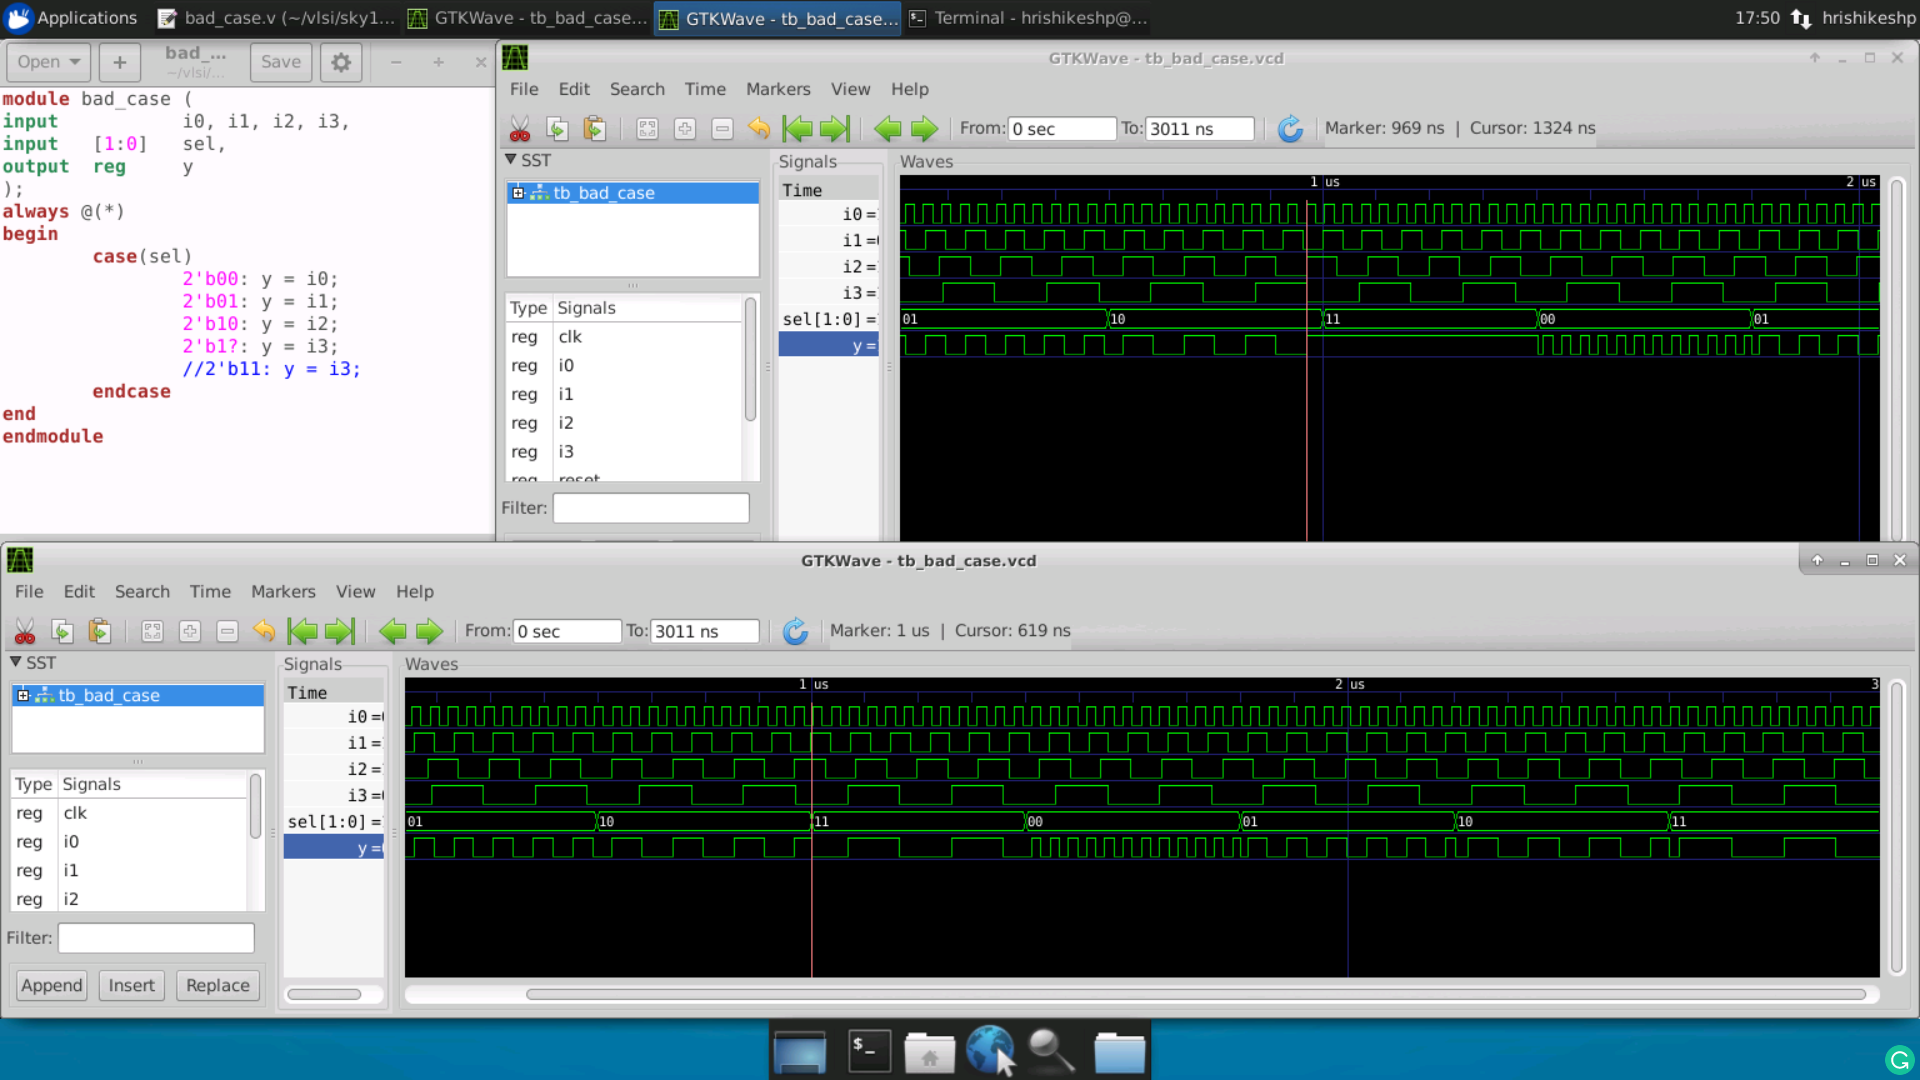 Applications
bad_case.v (~/vlsi/sky1...
GTKWave - tb_bad_case...
GTKWave - tb_bad_case...
Terminal - hrishikeshp@...
17:50
hrishikeshp
Open
+
bad_...
~/vlsi/...
Save
module bad_case (
input i0, i1, i2, i3,
input [1:0] sel,
output reg y
);
always @(*)
begin
case(sel)
2'b00: y = i0;
2'b01: y = i1;
2'b10: y = i2;
2'b1?: y = i3;
//2'b11: y = i3;
endcase
end
endmodule
GTKWave - tb_bad_case.vcd
File Edit Search Time Markers View Help
From: 0 sec To: 3011 ns Marker: 969 ns | Cursor: 1324 ns
SST
tb_bad_case
Type Signals
reg clk
reg i0
reg i1
reg i2
reg i3
reg reset
Filter:
Signals
Time
i0 =
i1 =
i2 =
i3 =
sel[1:0] =
y =
Waves
1 us 2 us
01 10 11 00 01
GTKWave - tb_bad_case.vcd
File Edit Search Time Markers View Help
From: 0 sec To: 3011 ns Marker: 1 us | Cursor: 619 ns
SST
tb_bad_case
Type Signals
reg clk
reg i0
reg i1
reg i2
Filter:
Append Insert Replace
Signals
Time
i0 =
i1 =
i2 =
i3 =
sel[1:0] =
y =
Waves
1 us 2 us 3
01 10 11 00 01 10 11
$_
G